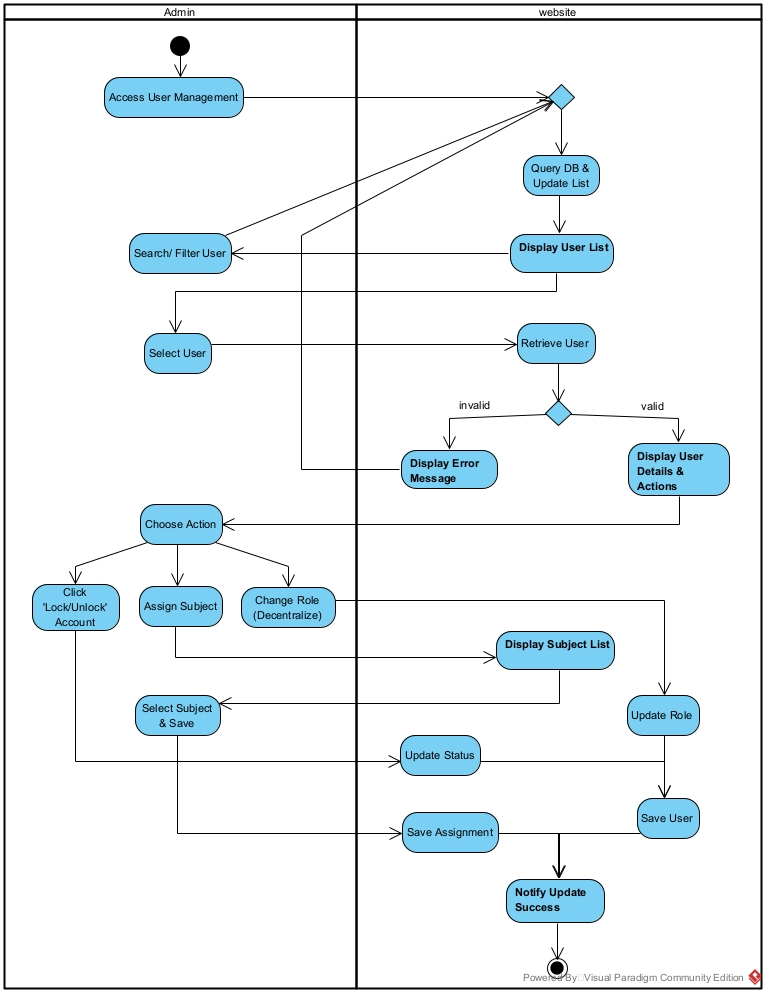 Admin
website
Access User Management
Query DB &
Update List
Search/ Filter User
Display User List
Select User
Retrieve User
invalid
valid
Display Error
Message
Display User
Details &
Actions
Choose Action
Click
'Lock/Unlock'
Account
Assign Subject
Change Role
(Decentralize)
Display Subject List
Select Subject
& Save
Update Role
Update Status
Save User
Save Assignment
Notify Update
Success
Powered By Visual Paradigm Community Edition